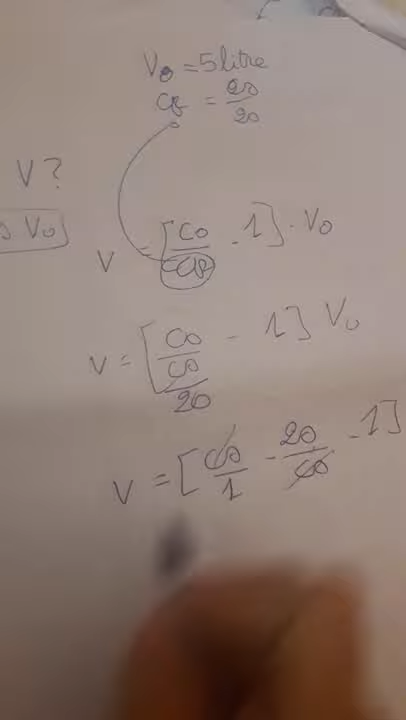 V0 = 5 litre
CF = C0/20
V?
V0
V = [C0/CF - 1] · V0
V = [C0/C0/20 - 1] V0
V = [C0/1 · 20/C0 - 1]